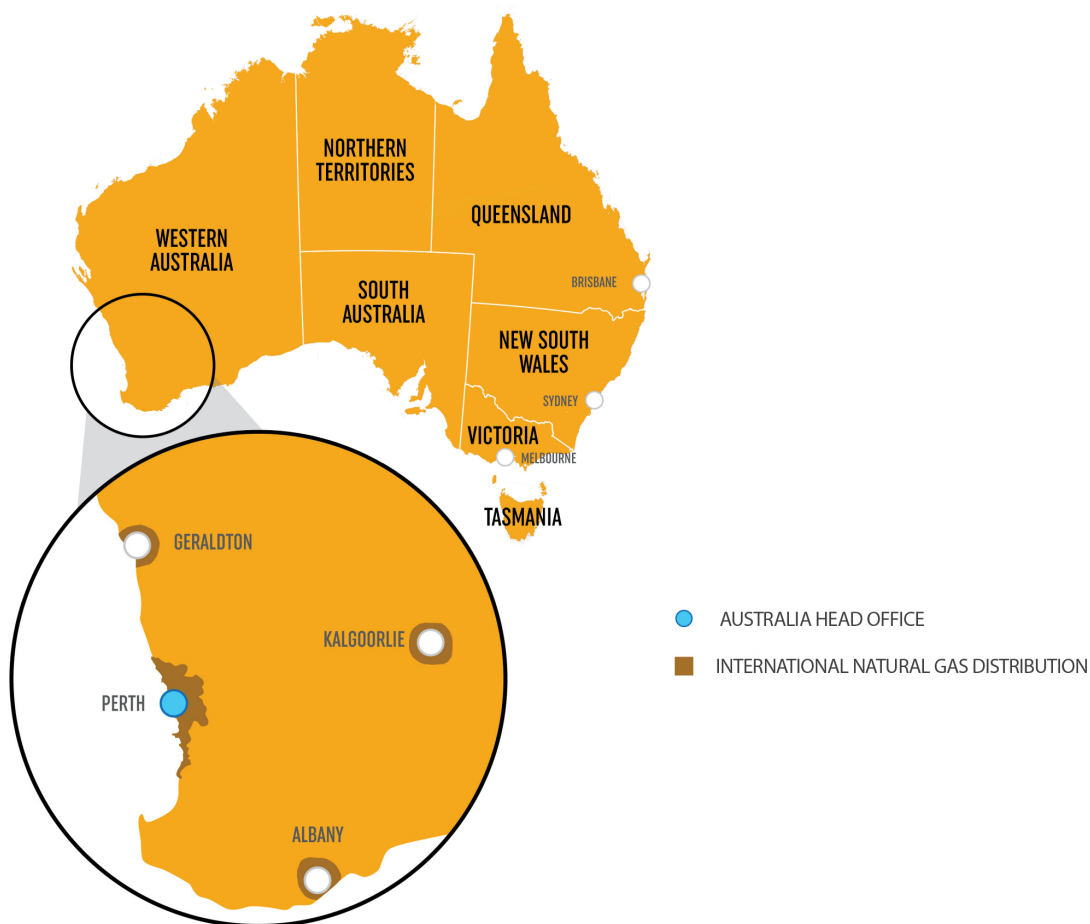 NORTHERN
TERRITORIES
QUEENSLAND
WESTERN
AUSTRALIA
SOUTH
AUSTRALIA
BRISBANE
NEW SOUTH
WALES
SYDNEY
VICTORIA
MELBOURNE
TASMANIA
GERALDTON
KALGOORLIE
PERTH
ALBANY
AUSTRALIA HEAD OFFICE
INTERNATIONAL NATURAL GAS DISTRIBUTION